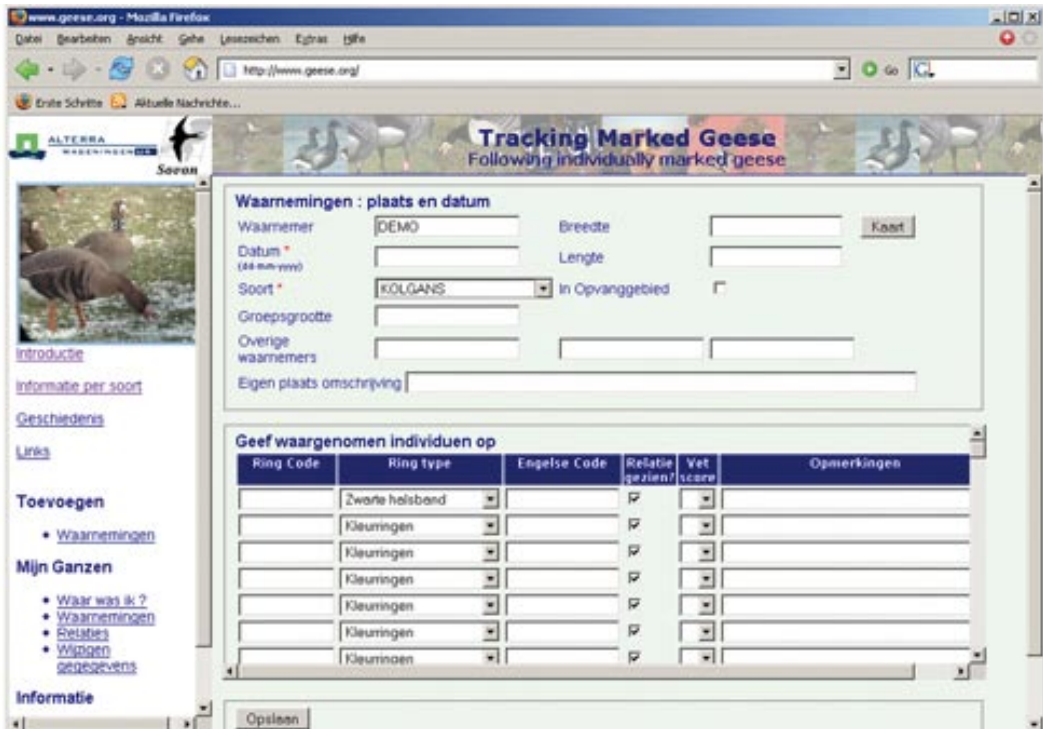 www.geese.org - Mozilla Firefox
Datei Bearbeiten Ansicht Gehe Lesezeichen Extras Hilfe
http://www.geese.org/
Go
Erste Schritte Aktuelle Nachrichte...
ALTERRA
WAGENINGEN UR
Sovon
Tracking Marked Geese
Following individually marked geese
Introductie
Informatie per soort
Geschiedenis
Links
Toevoegen
• Waarnemingen
Mijn Ganzen
• Waar was ik ?
• Waarnemingen
• Relaties
• Wijzigen
gegegevens
Informatie
Waarnemingen : plaats en datum
Waarnemer DEMO Breedte Kaart
Datum * Lengte
(dd-mm-yyyy)
Soort * KOLGANS In Opvanggebied
Groepsgrootte
Overige
waarnemers
Eigen plaats omschrijving
Geef waargenomen individuen op
Ring Code Ring type Engelse Code Relatie gezien? Vet score Opmerkingen
Zwarte halsband
Kleurringen
Kleurringen
Kleurringen
Kleurringen
Kleurringen
Kleurringen
Opslaan